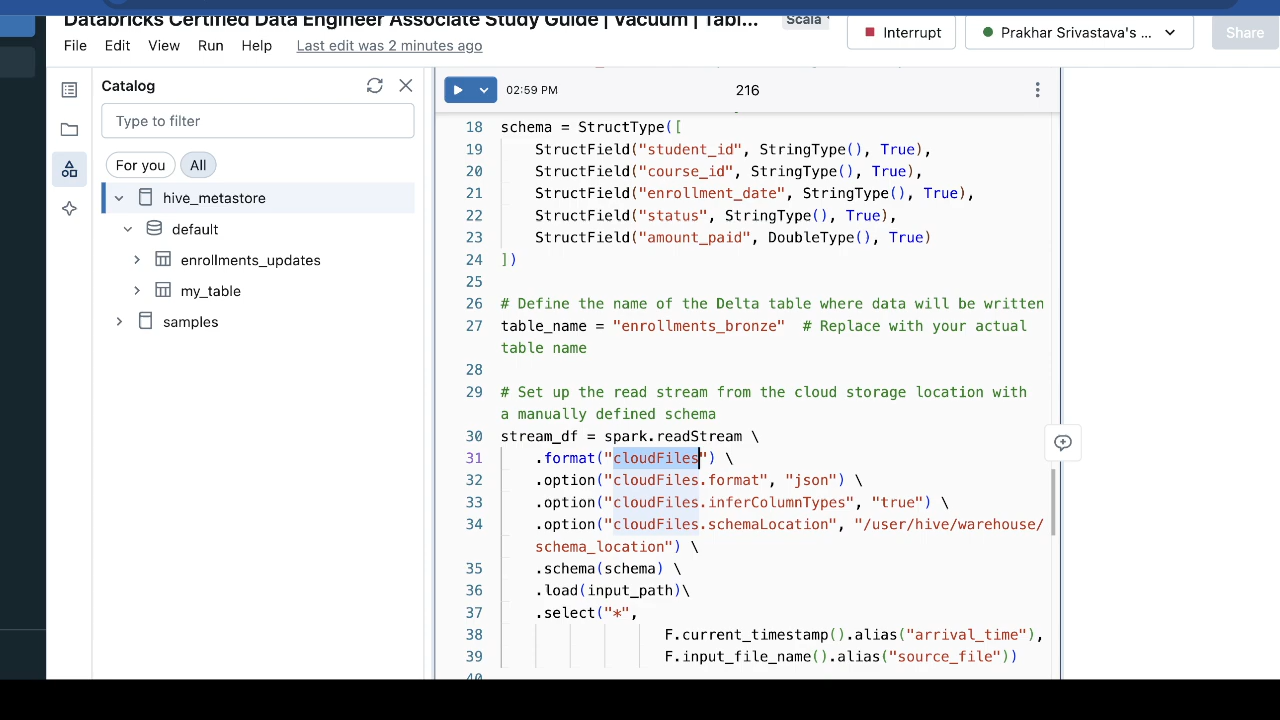 Databricks Certified Data Engineer Associate Study Guide | Vacuum | Tabl...
Scala
File Edit View Run Help Last edit was 2 minutes ago
Interrupt
Prakhar Srivastava's ...
Share
Catalog
Type to filter
For you All
hive_metastore
default
enrollments_updates
my_table
samples
02:59 PM
216
18 schema = StructType([
19 StructField("student_id", StringType(), True),
20 StructField("course_id", StringType(), True),
21 StructField("enrollment_date", StringType(), True),
22 StructField("status", StringType(), True),
23 StructField("amount_paid", DoubleType(), True)
24 ])
25
26 # Define the name of the Delta table where data will be written
27 table_name = "enrollments_bronze" # Replace with your actual
table name
28
29 # Set up the read stream from the cloud storage location with
a manually defined schema
30 stream_df = spark.readStream \
31 .format("cloudFiles") \
32 .option("cloudFiles.format", "json") \
33 .option("cloudFiles.inferColumnTypes", "true") \
34 .option("cloudFiles.schemaLocation", "/user/hive/warehouse/
schema_location") \
35 .schema(schema) \
36 .load(input_path)\
37 .select("*",
38 F.current_timestamp().alias("arrival_time"),
39 F.input_file_name().alias("source_file"))
40